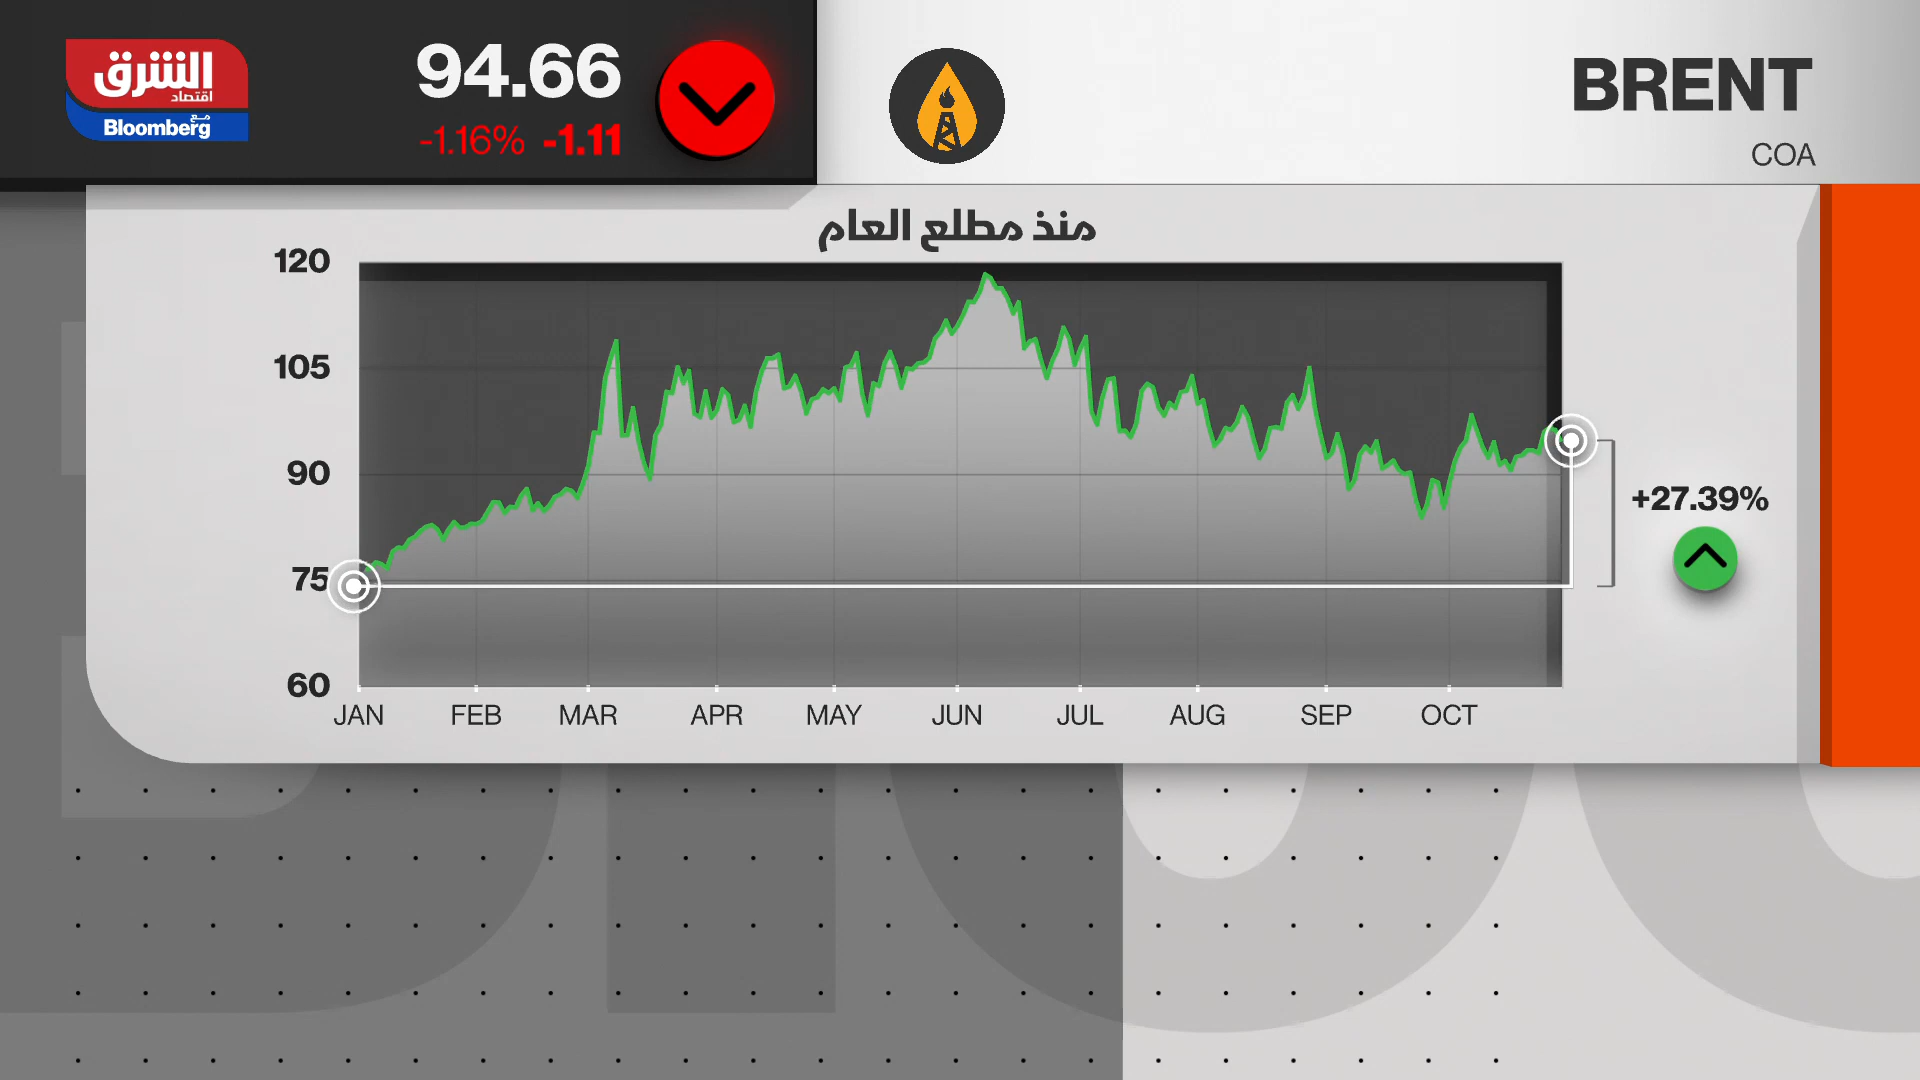 الشرق
اقتصاد
مع
Bloomberg
94.66
-1.16% -1.11
BRENT
COA
منذ مطلع العام
120
105
90
75
60
JAN FEB MAR APR MAY JUN JUL AUG SEP OCT
+27.39%